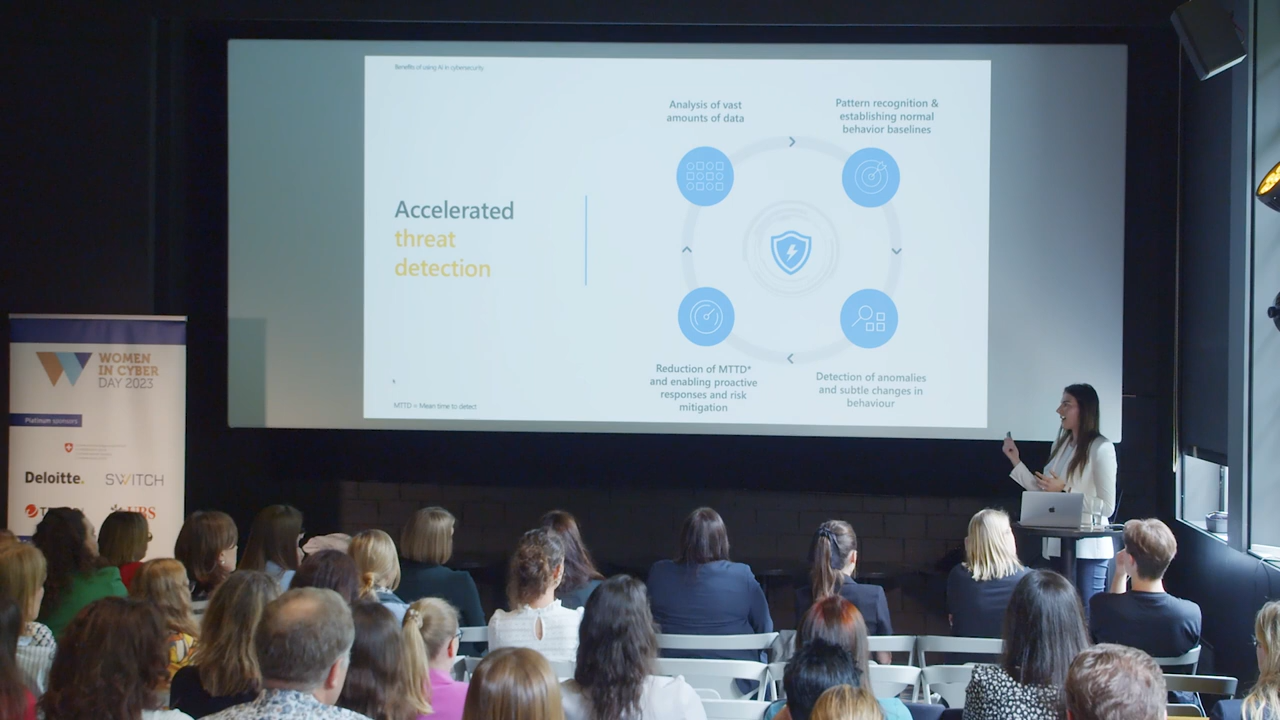 Benefits of using AI in cybersecurity
Analysis of vast
amounts of data
Pattern recognition &
establishing normal
behavior baselines
Accelerated
threat
detection
Reduction of MTTD*
and enabling proactive
responses and risk
mitigation
Detection of anomalies
and subtle changes in
behaviour
MTTD = Mean time to detect
WOMEN
IN CYBER
DAY 2023
Platinum sponsors
Deloitte.
SWITCH
UBS